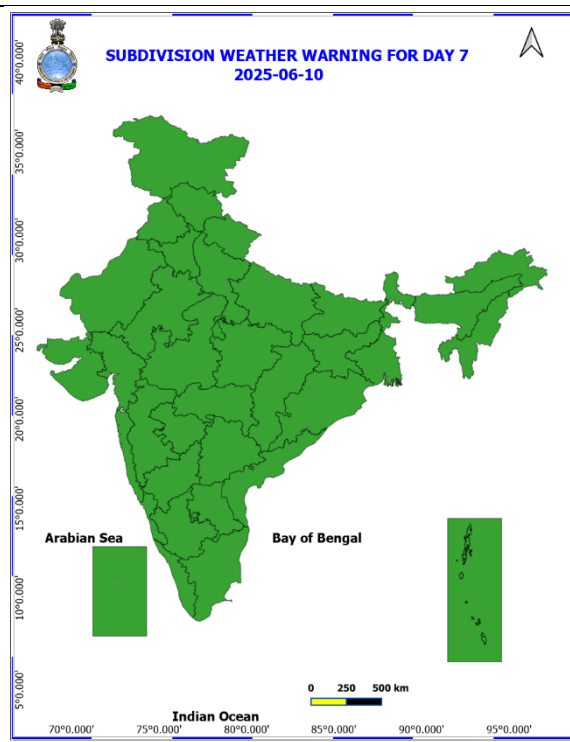 SUBDIVISION WEATHER WARNING FOR DAY 7
2025-06-10
40°0.000'
35°0.000'
30°0.000'
25°0.000'
20°0.000'
15°0.000'
10°0.000'
5°0.000'
Arabian Sea
Bay of Bengal
0 250 500 km
Indian Ocean
70°0.000' 75°0.000' 80°0.000' 85°0.000' 90°0.000' 95°0.000'